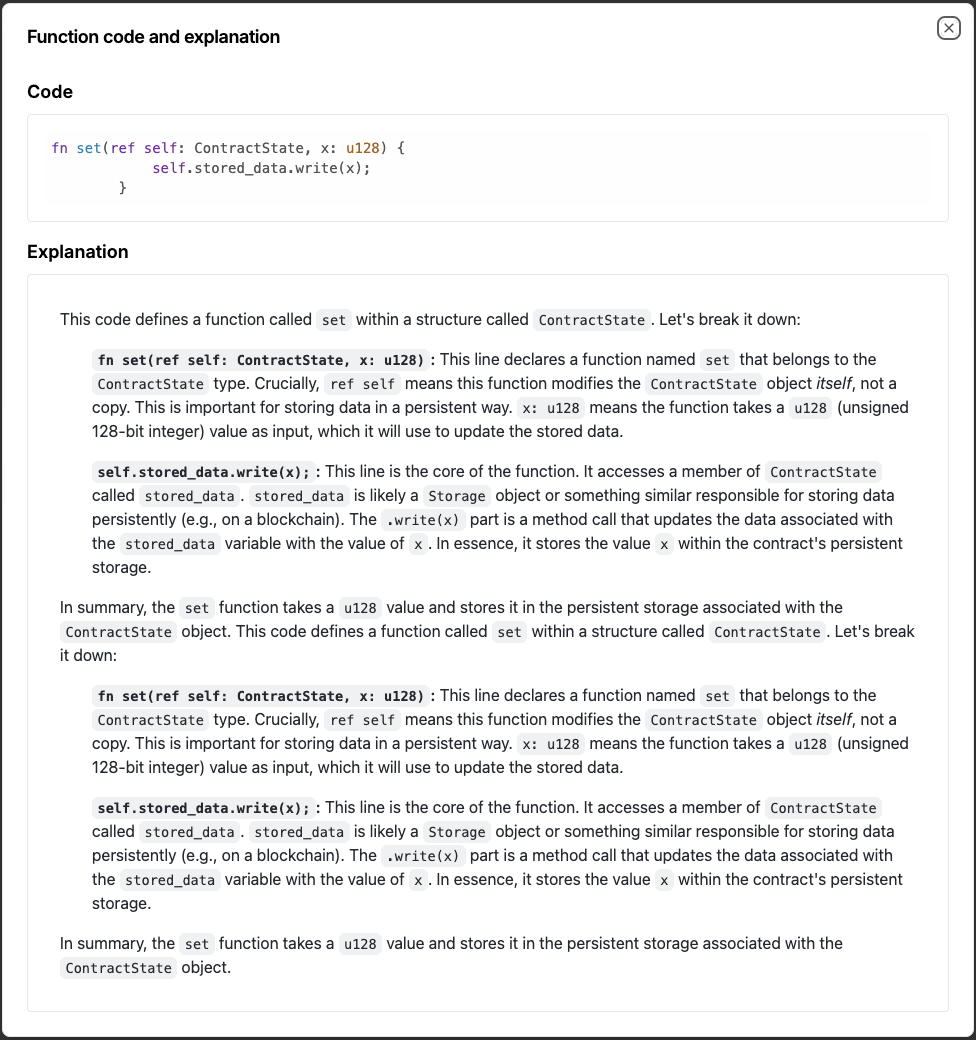 Function code and explanation
Code
fn set(ref self: ContractState, x: u128) {
            self.stored_data.write(x);
        }
Explanation
This code defines a function called set within a structure called ContractState. Let's break it down:
fn set(ref self: ContractState, x: u128): This line declares a function named set that belongs to the
ContractState type. Crucially, ref self means this function modifies the ContractState object itself, not a
copy. This is important for storing data in a persistent way. x: u128 means the function takes a u128 (unsigned
128-bit integer) value as input, which it will use to update the stored data.
self.stored_data.write(x);: This line is the core of the function. It accesses a member of ContractState
called stored_data. stored_data is likely a Storage object or something similar responsible for storing data
persistently (e.g., on a blockchain). The .write(x) part is a method call that updates the data associated with
the stored_data variable with the value of x. In essence, it stores the value x within the contract's persistent
storage.
In summary, the set function takes a u128 value and stores it in the persistent storage associated with the
ContractState object. This code defines a function called set within a structure called ContractState. Let's break
it down:
fn set(ref self: ContractState, x: u128): This line declares a function named set that belongs to the
ContractState type. Crucially, ref self means this function modifies the ContractState object itself, not a
copy. This is important for storing data in a persistent way. x: u128 means the function takes a u128 (unsigned
128-bit integer) value as input, which it will use to update the stored data.
self.stored_data.write(x);: This line is the core of the function. It accesses a member of ContractState
called stored_data. stored_data is likely a Storage object or something similar responsible for storing data
persistently (e.g., on a blockchain). The .write(x) part is a method call that updates the data associated with
the stored_data variable with the value of x. In essence, it stores the value x within the contract's persistent
storage.
In summary, the set function takes a u128 value and stores it in the persistent storage associated with the
ContractState object.